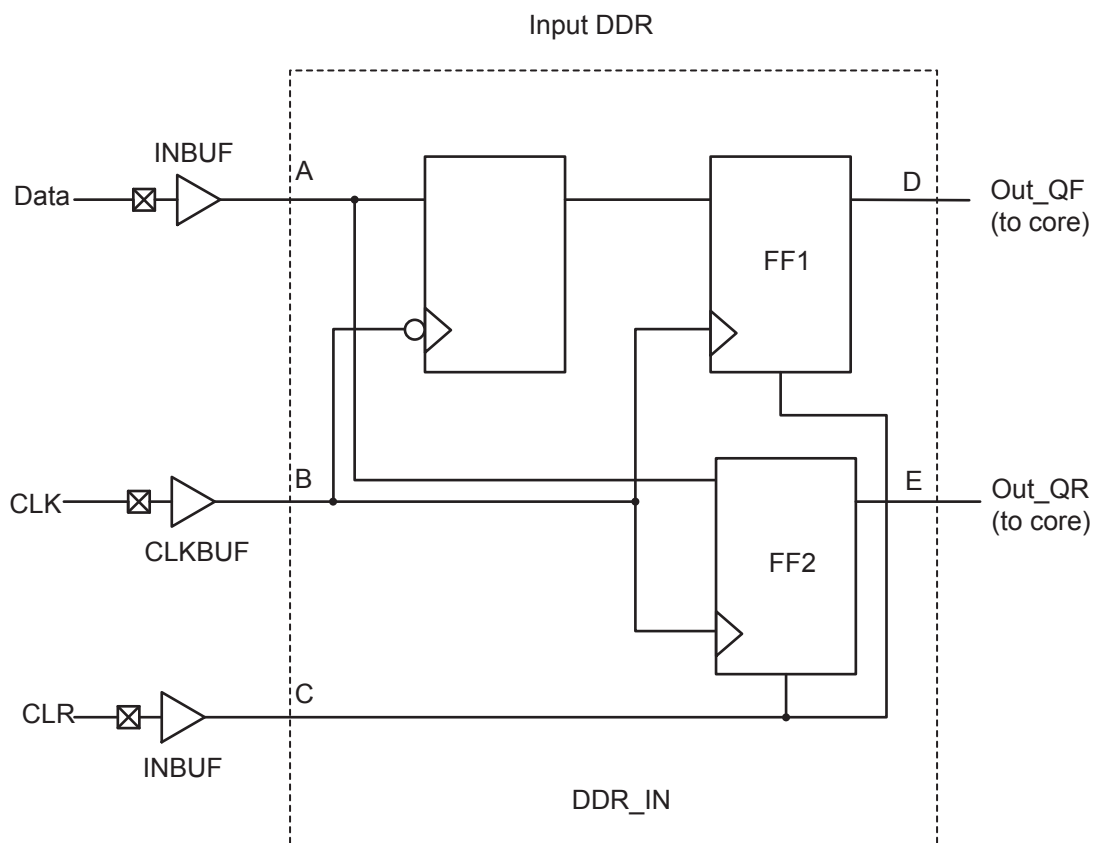 Input DDR
INBUF
A
Data
D
Out_QF
(to core)
FF1
B
CLK
CLKBUF
E
Out_QR
(to core)
FF2
C
CLR
INBUF
DDR_IN